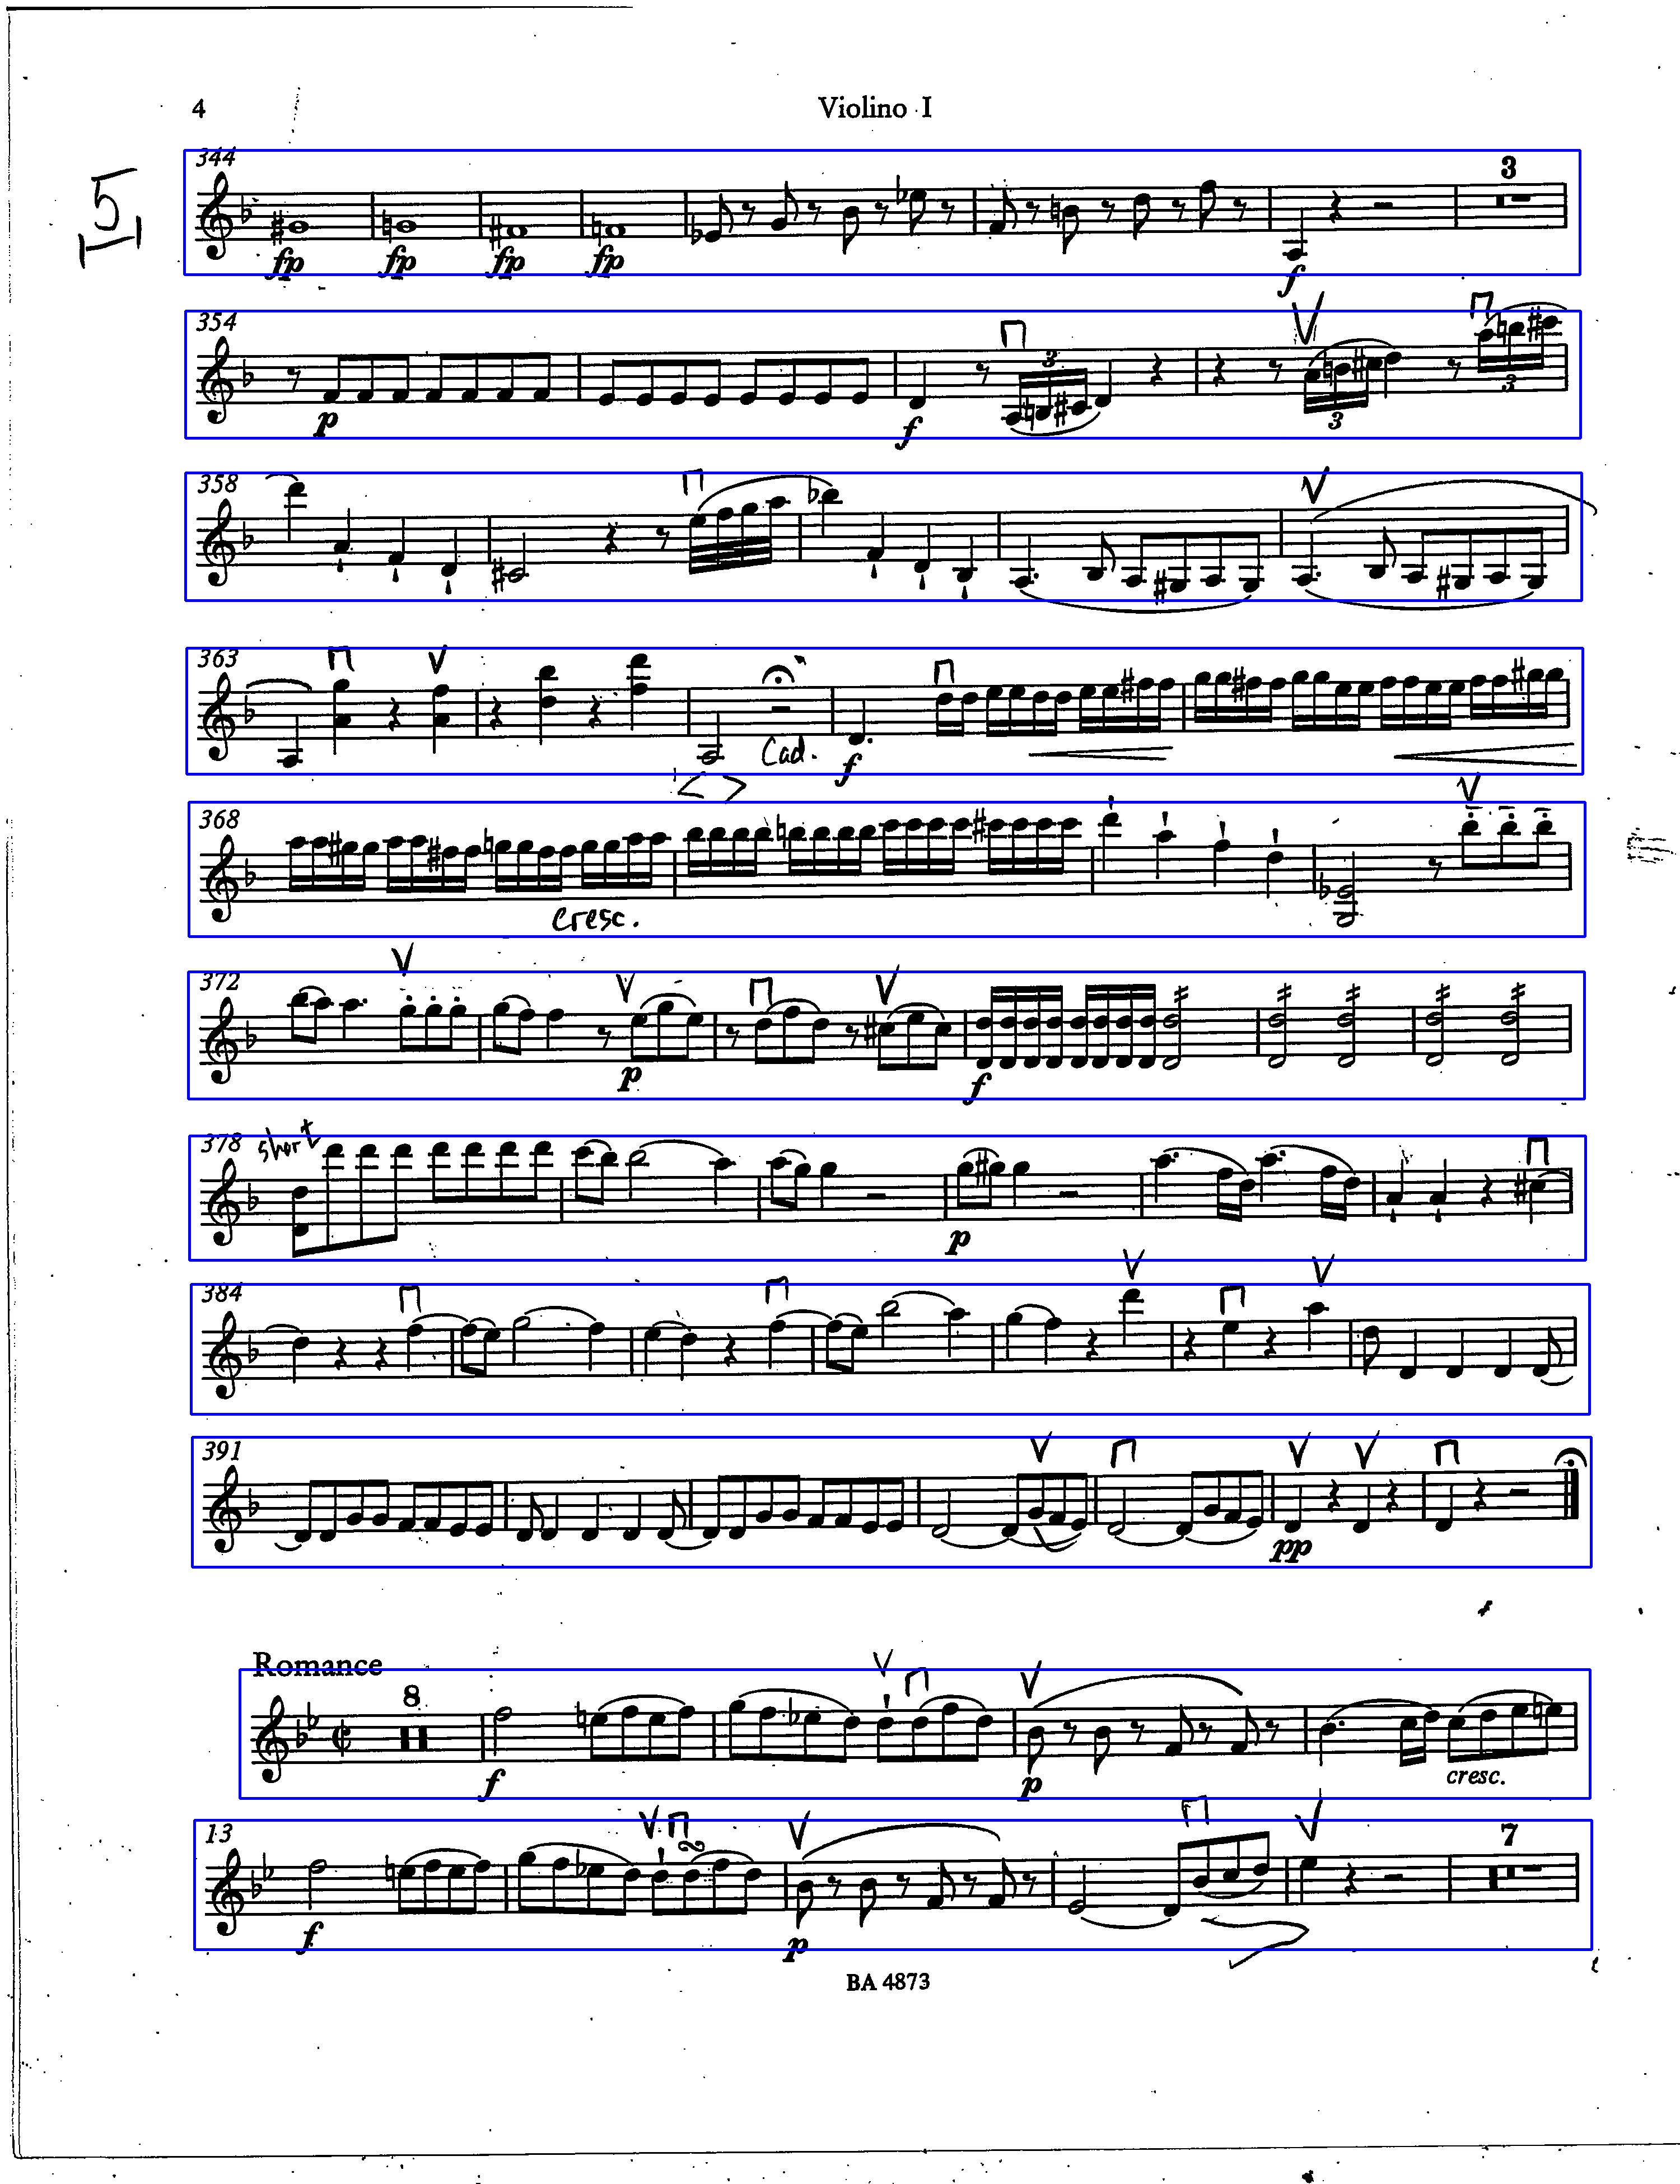 4
Violino I
5
344
3
fp fp fp fp f
354
3 3 3
p f
358
363
Cad. f
368
cresc.
372
p f
378 short
p
384
391
pp
Romance
8
f p cresc.
13
7
f p
BA 4873